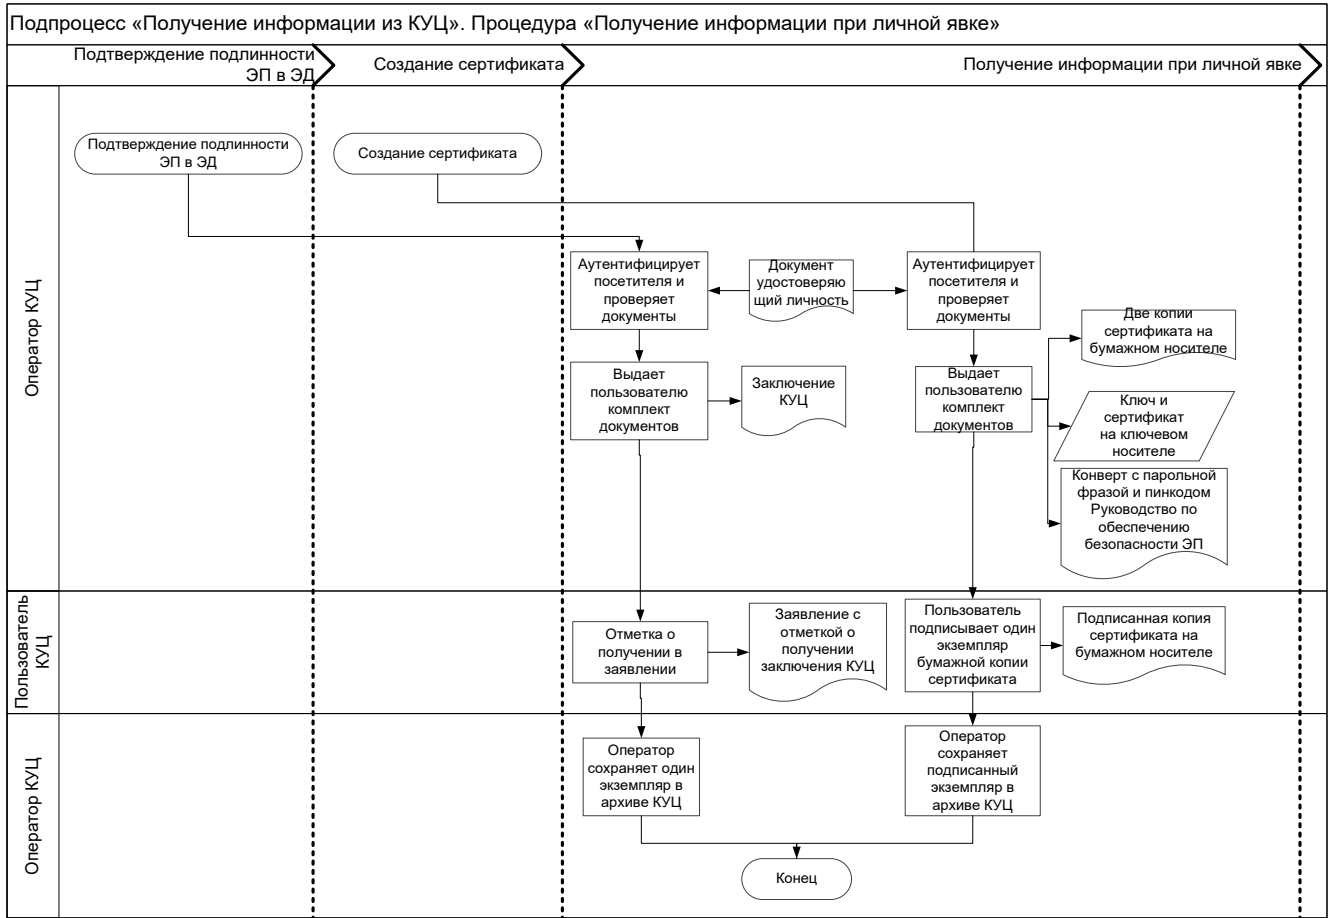 Подпроцесс «Получение информации из КУЦ». Процедура «Получение информации при личной явке»
Подтверждение подлинности
ЭП в ЭД
Создание сертификата
Получение информации при личной явке
Оператор КУЦ
Подтверждение подлинности
ЭП в ЭД
Создание сертификата
Аутентифицирует
посетителя и
проверяет
документы
Документ
удостоверяю
щий личность
Аутентифицирует
посетителя и
проверяет
документы
Две копии
сертификата на
бумажном носителе
Выдает
пользователю
комплект
документов
Заключение
КУЦ
Выдает
пользователю
комплект
документов
Ключ и
сертификат
на ключевом
носителе
Конверт с парольной
фразой и пинкодом
Руководство по
обеспечению
безопасности ЭП
Пользователь
КУЦ
Отметка о
получении в
заявлении
Заявление с
отметкой о
получении
заключения КУЦ
Пользователь
подписывает один
экземпляр
бумажной копии
сертификата
Подписанная копия
сертификата на
бумажном носителе
Оператор КУЦ
Оператор
сохраняет один
экземпляр в
архиве КУЦ
Оператор
сохраняет
подписанный
экземпляр в
архиве КУЦ
Конец